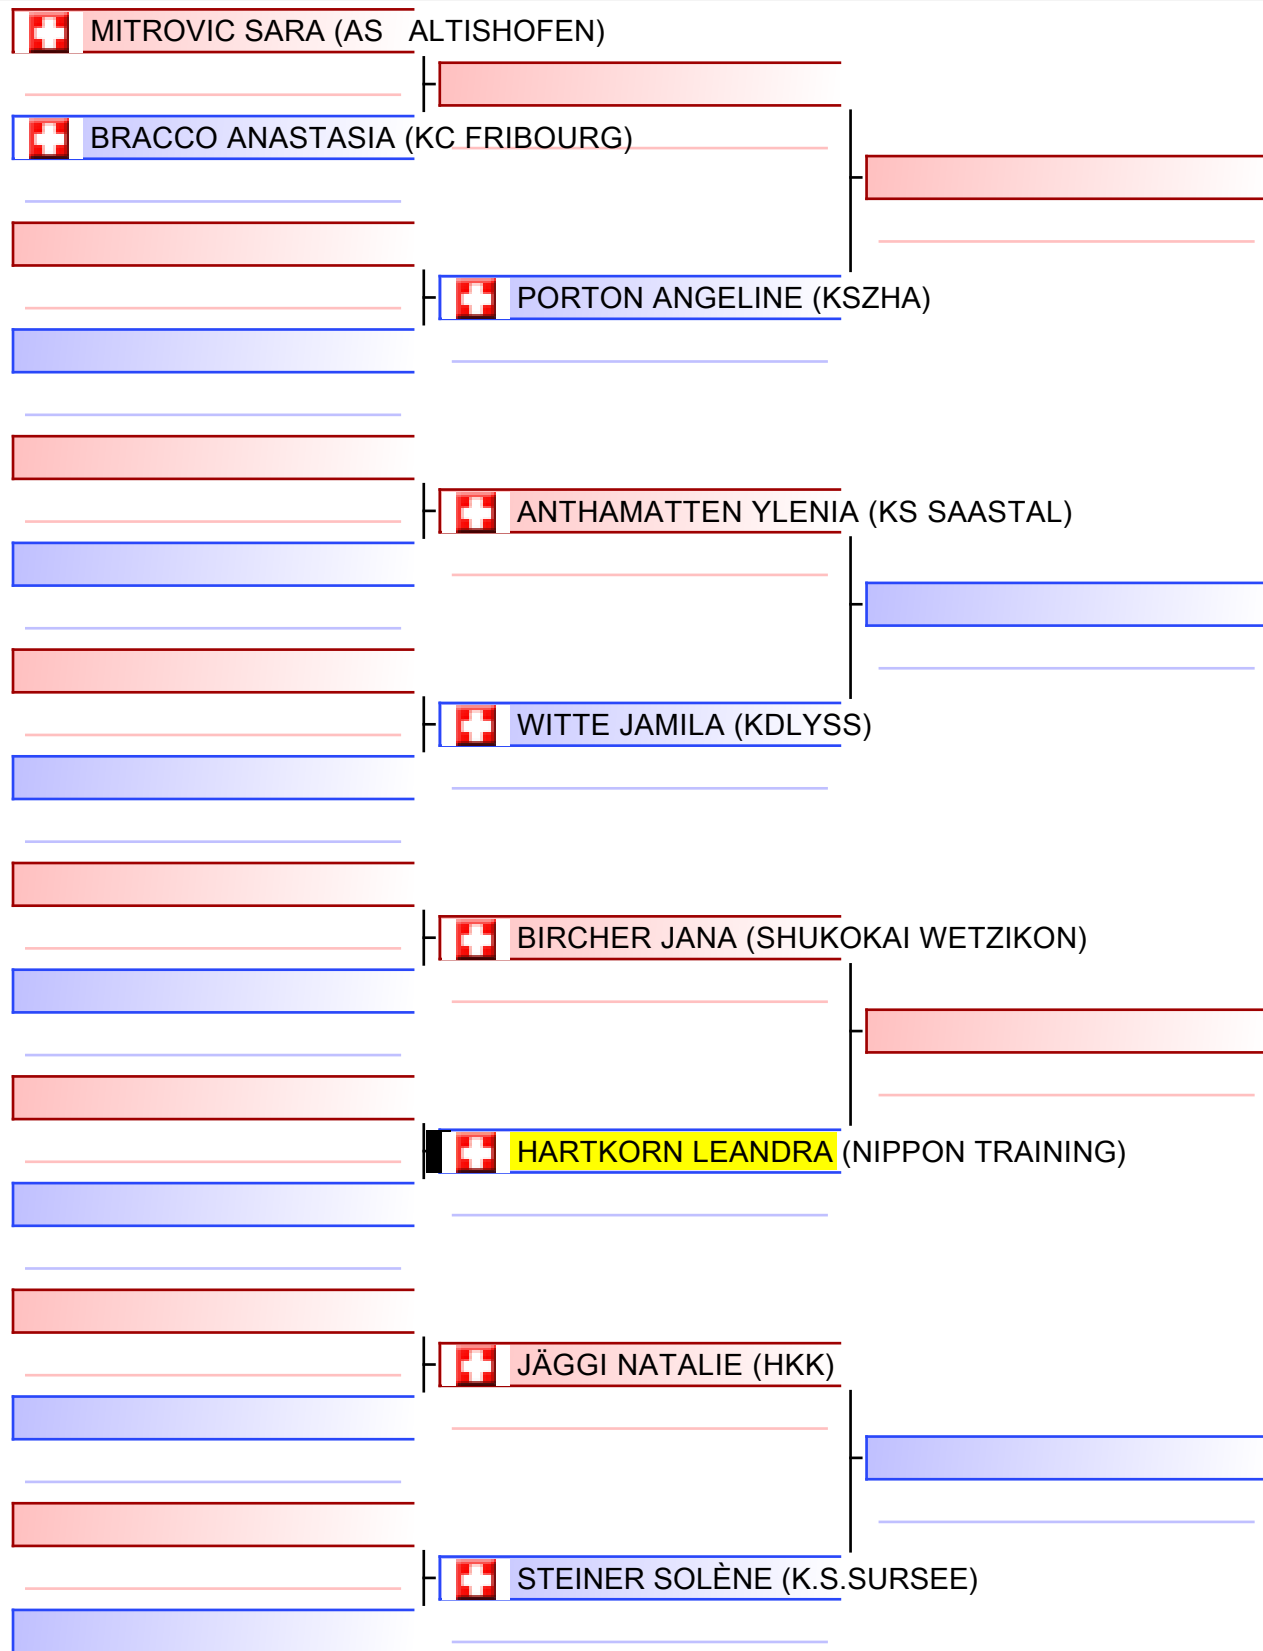 MITROVIC SARA (AS   ALTISHOFEN)
BRACCO ANASTASIA (KC FRIBOURG)
PORTON ANGELINE (KSZHA)
ANTHAMATTEN YLENIA (KS SAASTAL)
WITTE JAMILA (KDLYSS)
BIRCHER JANA (SHUKOKAI WETZIKON)
HARTKORN LEANDRA (NIPPON TRAINING)
JÄGGI NATALIE (HKK)
STEINER SOLÈNE (K.S.SURSEE)